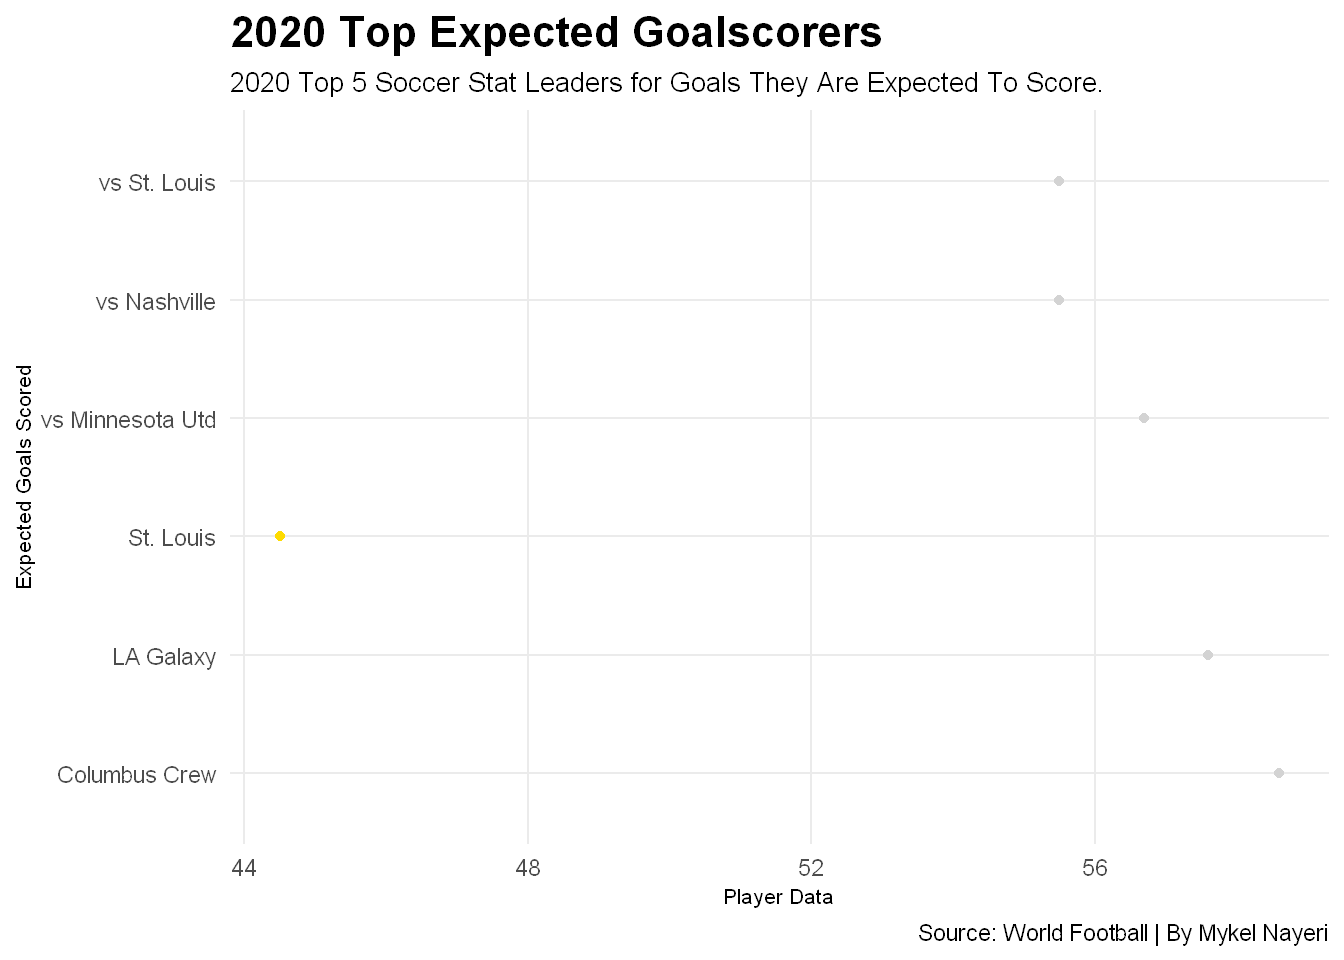 2020 Top Expected Goalscorers
2020 Top 5 Soccer Stat Leaders for Goals They Are Expected To Score.
vs St. Louis
vs Nashville
vs Minnesota Utd
St. Louis
LA Galaxy
Columbus Crew
Expected Goals Scored
44 48 52 56
Player Data
Source: World Football | By Mykel Nayeri